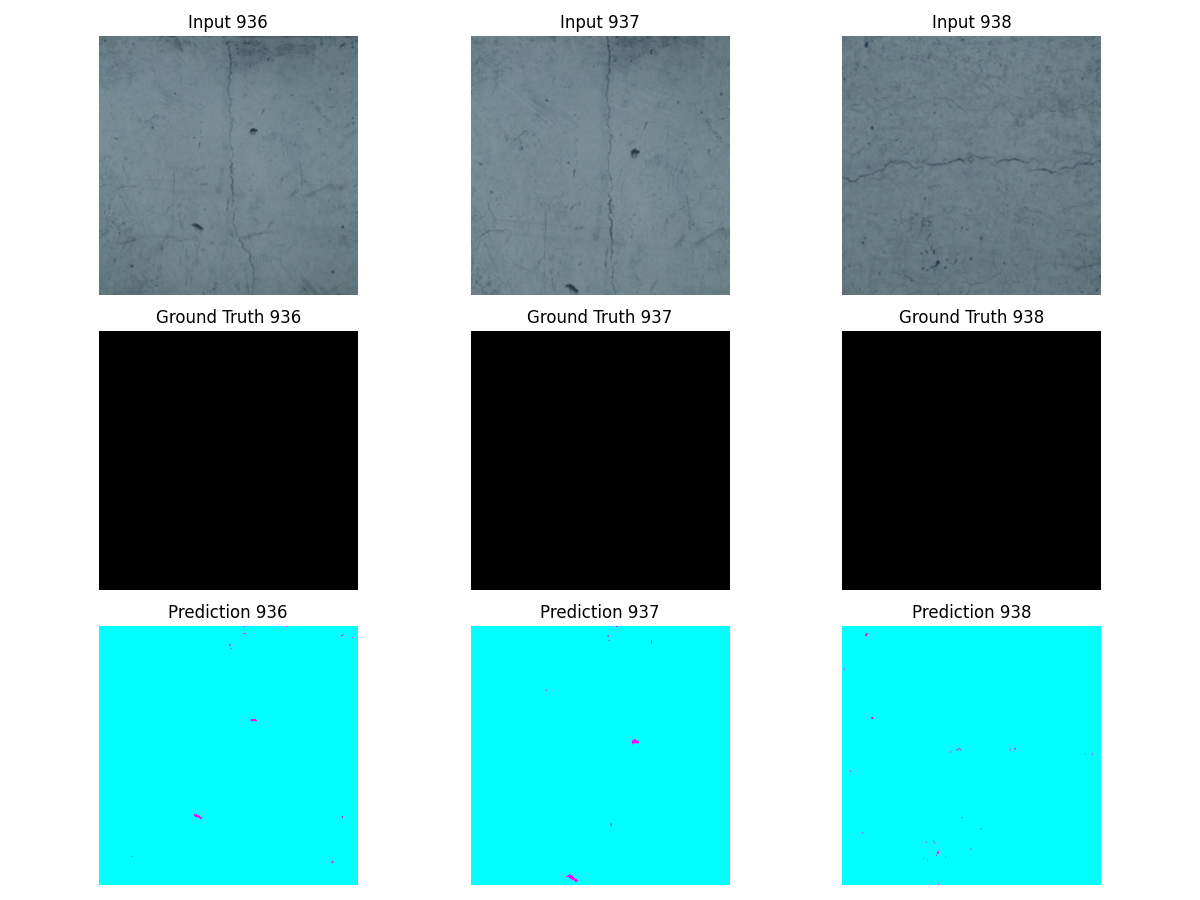 Input 936
Input 937
Input 938
Ground Truth 936
Ground Truth 937
Ground Truth 938
Prediction 936
Prediction 937
Prediction 938